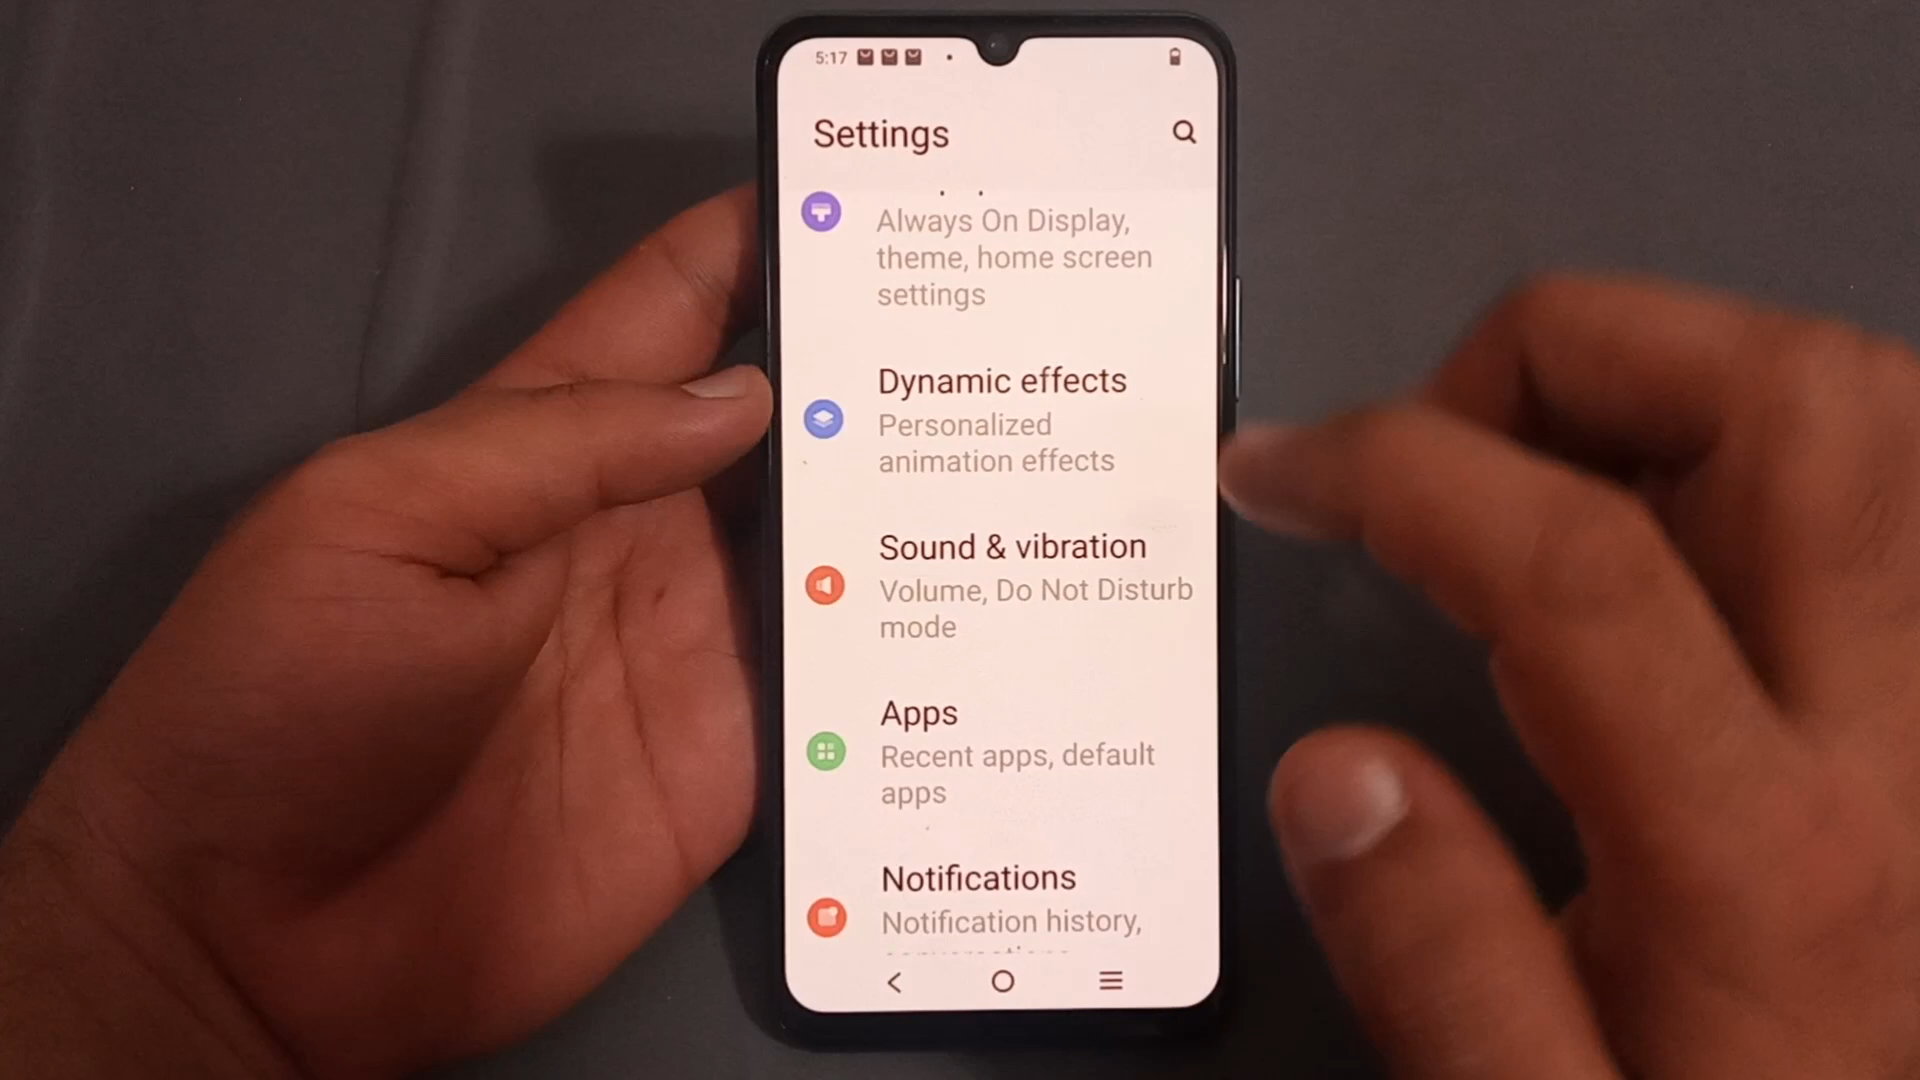 5:17
Settings
Always On Display,
theme, home screen
settings
Dynamic effects
Personalized
animation effects
Sound & vibration
Volume, Do Not Disturb
mode
Apps
Recent apps, default
apps
Notifications
Notification history,